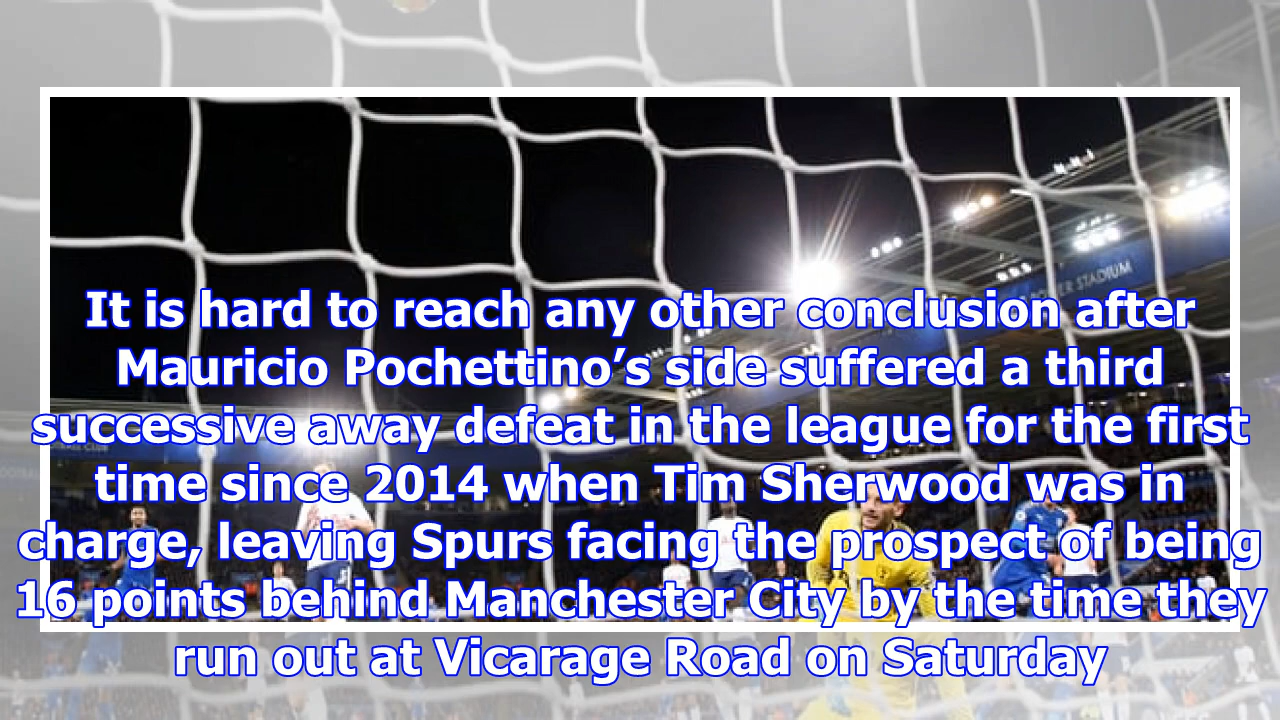 POWER STADIUM
It is hard to reach any other conclusion after
Mauricio Pochettino’s side suffered a third
successive away defeat in the league for the first
time since 2014 when Tim Sherwood was in
charge, leaving Spurs facing the prospect of being
16 points behind Manchester City by the time they
run out at Vicarage Road on Saturday